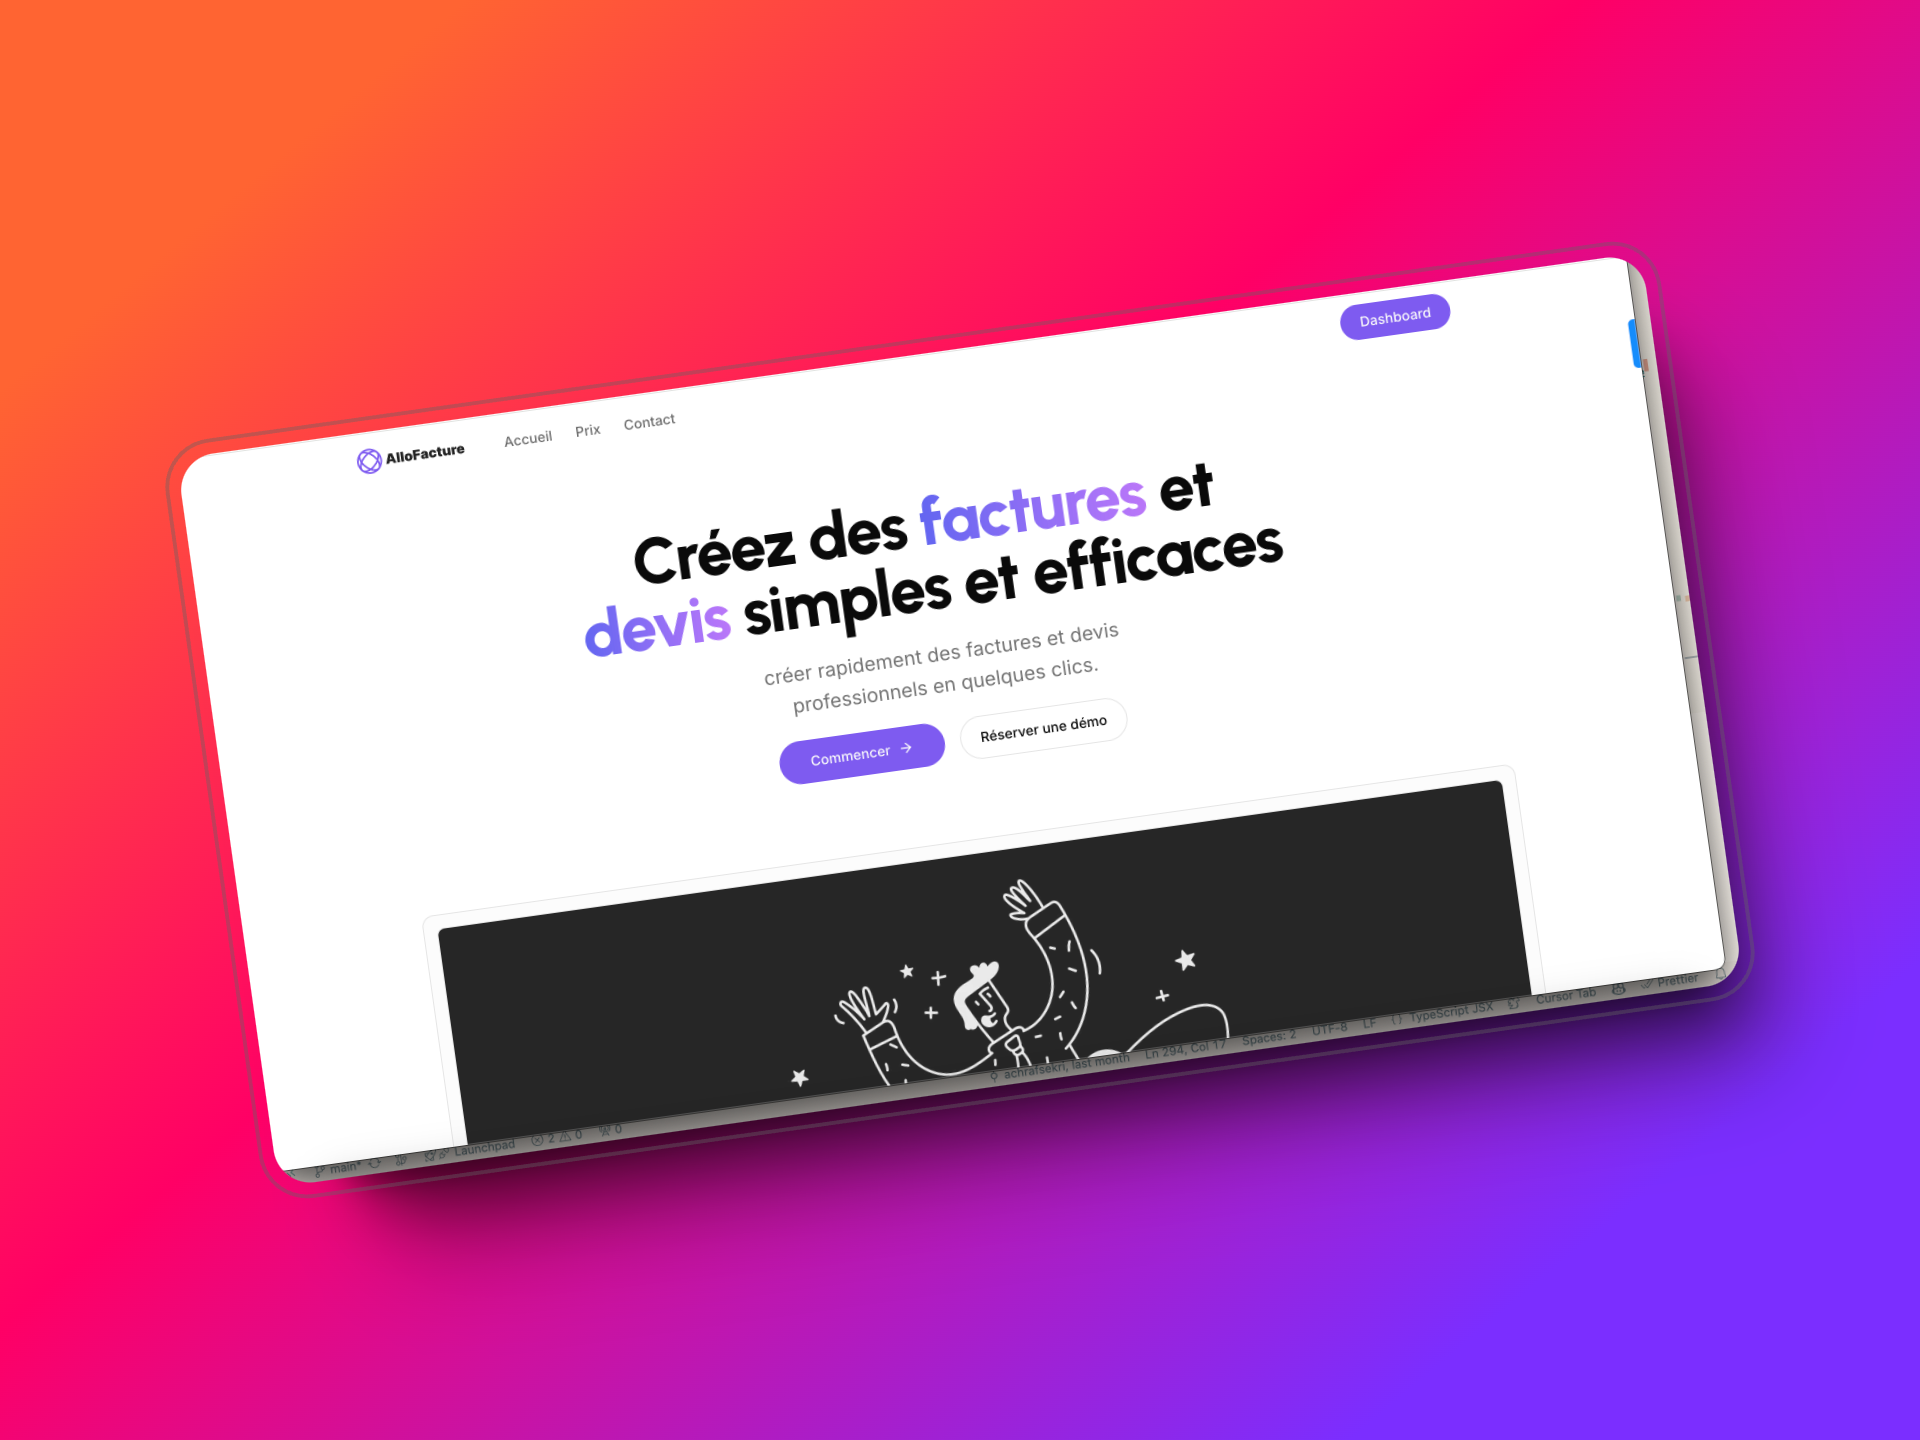 AlloFacture
Accueil
Prix
Contact
Dashboard
Créez des factures et
devis simples et efficaces
créer rapidement des factures et devis
professionnels en quelques clics.
Commencer →
Réserver une démo
main*
Launchpad
2
0
0
achrafsekri, last month
Ln 294, Col 17
Spaces: 2
UTF-8
LF
{ } TypeScript JSX
Cursor Tab
Prettier